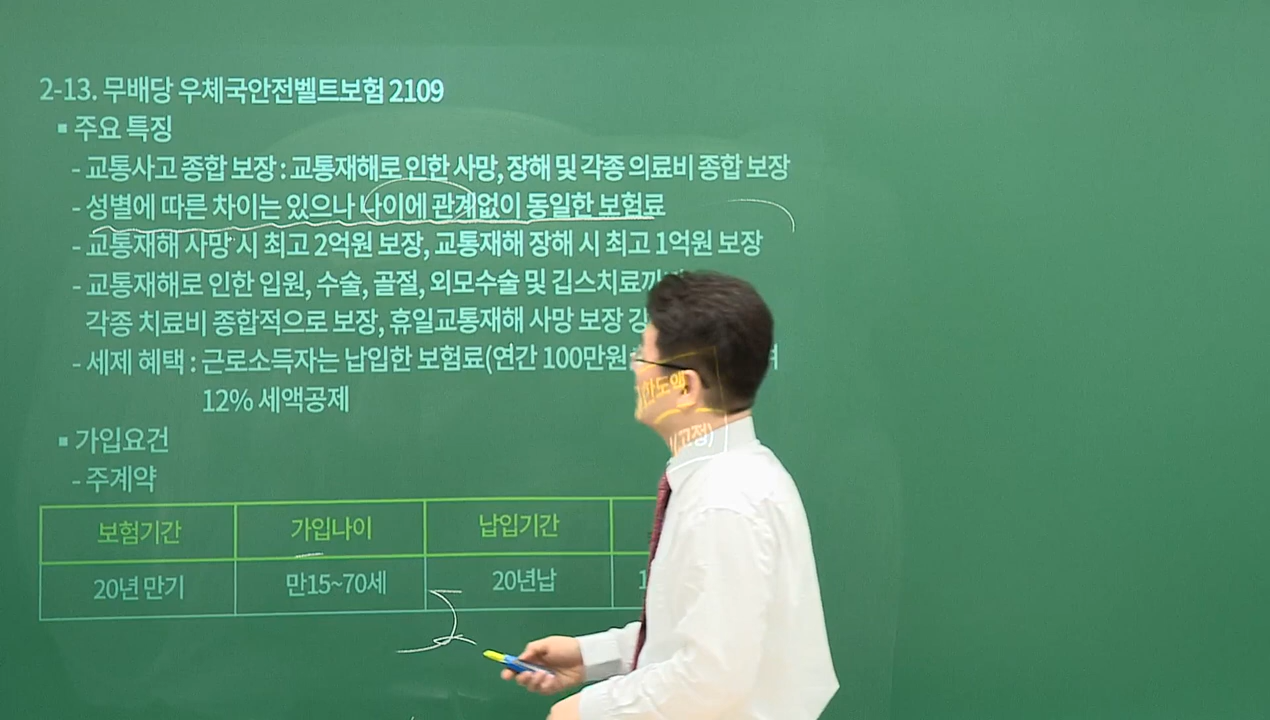 2-13. 무배당 우체국안전벨트보험 2109
▪ 주요 특징
- 교통사고 종합 보장 : 교통재해로 인한 사망, 장해 및 각종 의료비 종합 보장
- 성별에 따른 차이는 있으나 나이에 관계없이 동일한 보험료
- 교통재해 사망 시 최고 2억원 보장, 교통재해 장해 시 최고 1억원 보장
- 교통재해로 인한 입원, 수술, 골절, 외모수술 및 깁스치료
각종 치료비 종합적으로 보장, 휴일교통재해 사망 보장
- 세제 혜택 : 근로소득자는 납입한 보험료(연간 100만원
12% 세액공제
▪ 가입요건
- 주계약
보험기간 가입나이 납입기간 한도액
(고정)
20년 만기 만15~70세 20년납 1